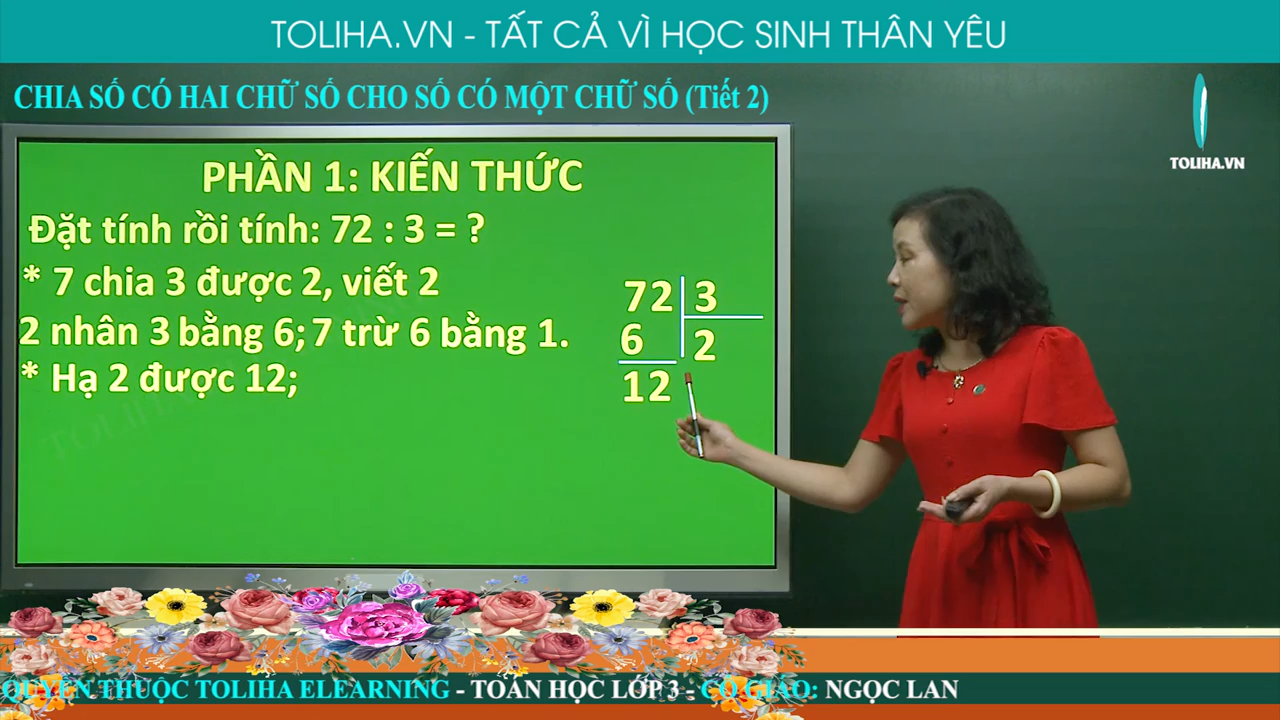 TOLIHA.VN - TẤT CẢ VÌ HỌC SINH THÂN YÊU
CHIA SỐ CÓ HAI CHỮ SỐ CHO SỐ CÓ MỘT CHỮ SỐ (Tiết 2)
TOLIHA.VN
PHẦN 1: KIẾN THỨC
Đặt tính rồi tính: 72 : 3 = ?
* 7 chia 3 được 2, viết 2
2 nhân 3 bằng 6; 7 trừ 6 bằng 1.
* Hạ 2 được 12;
72 3
6 2
12
QUYỀN THUỘC TOLIHA ELEARNING - TOÁN HỌC LỚP 3 - CÔ GIÁO: NGỌC LAN